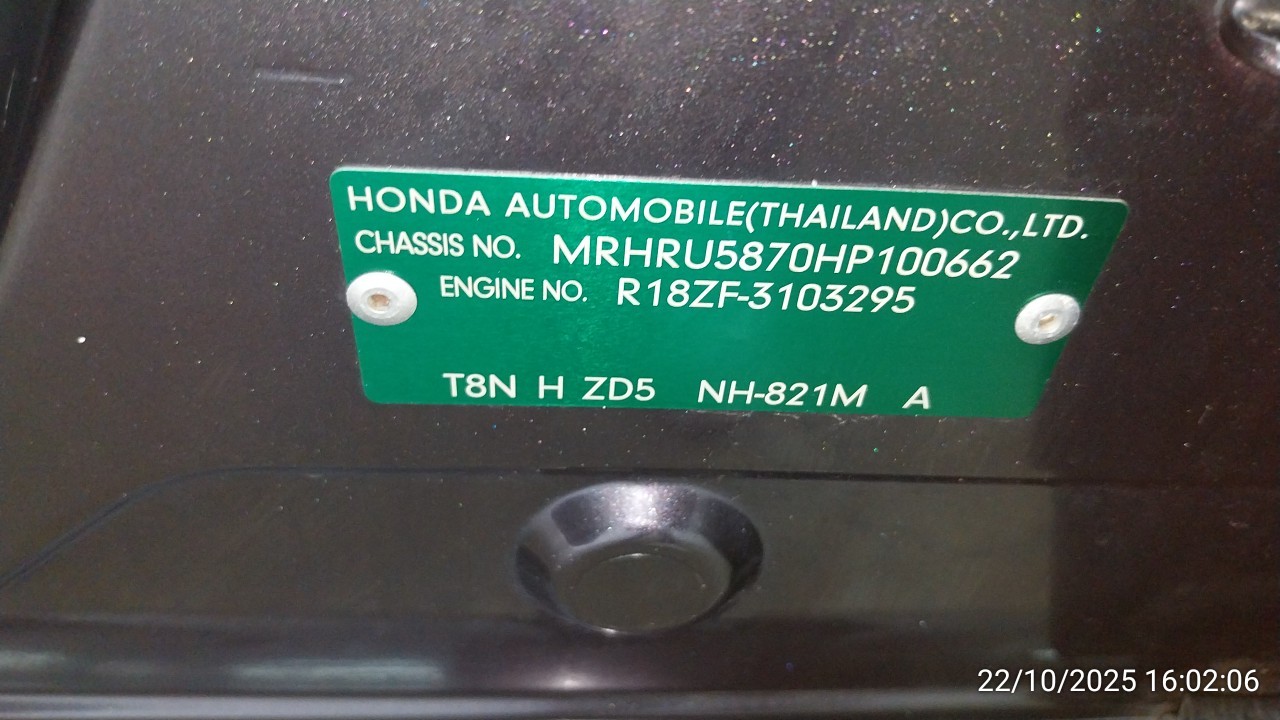 HONDA AUTOMOBILE(THAILAND)CO.,LTD.
CHASSIS NO. MRHRU5870HP100662
ENGINE NO. R18ZF-3103295
T8N H ZD5 NH-821M A
22/10/2025 16:02:06